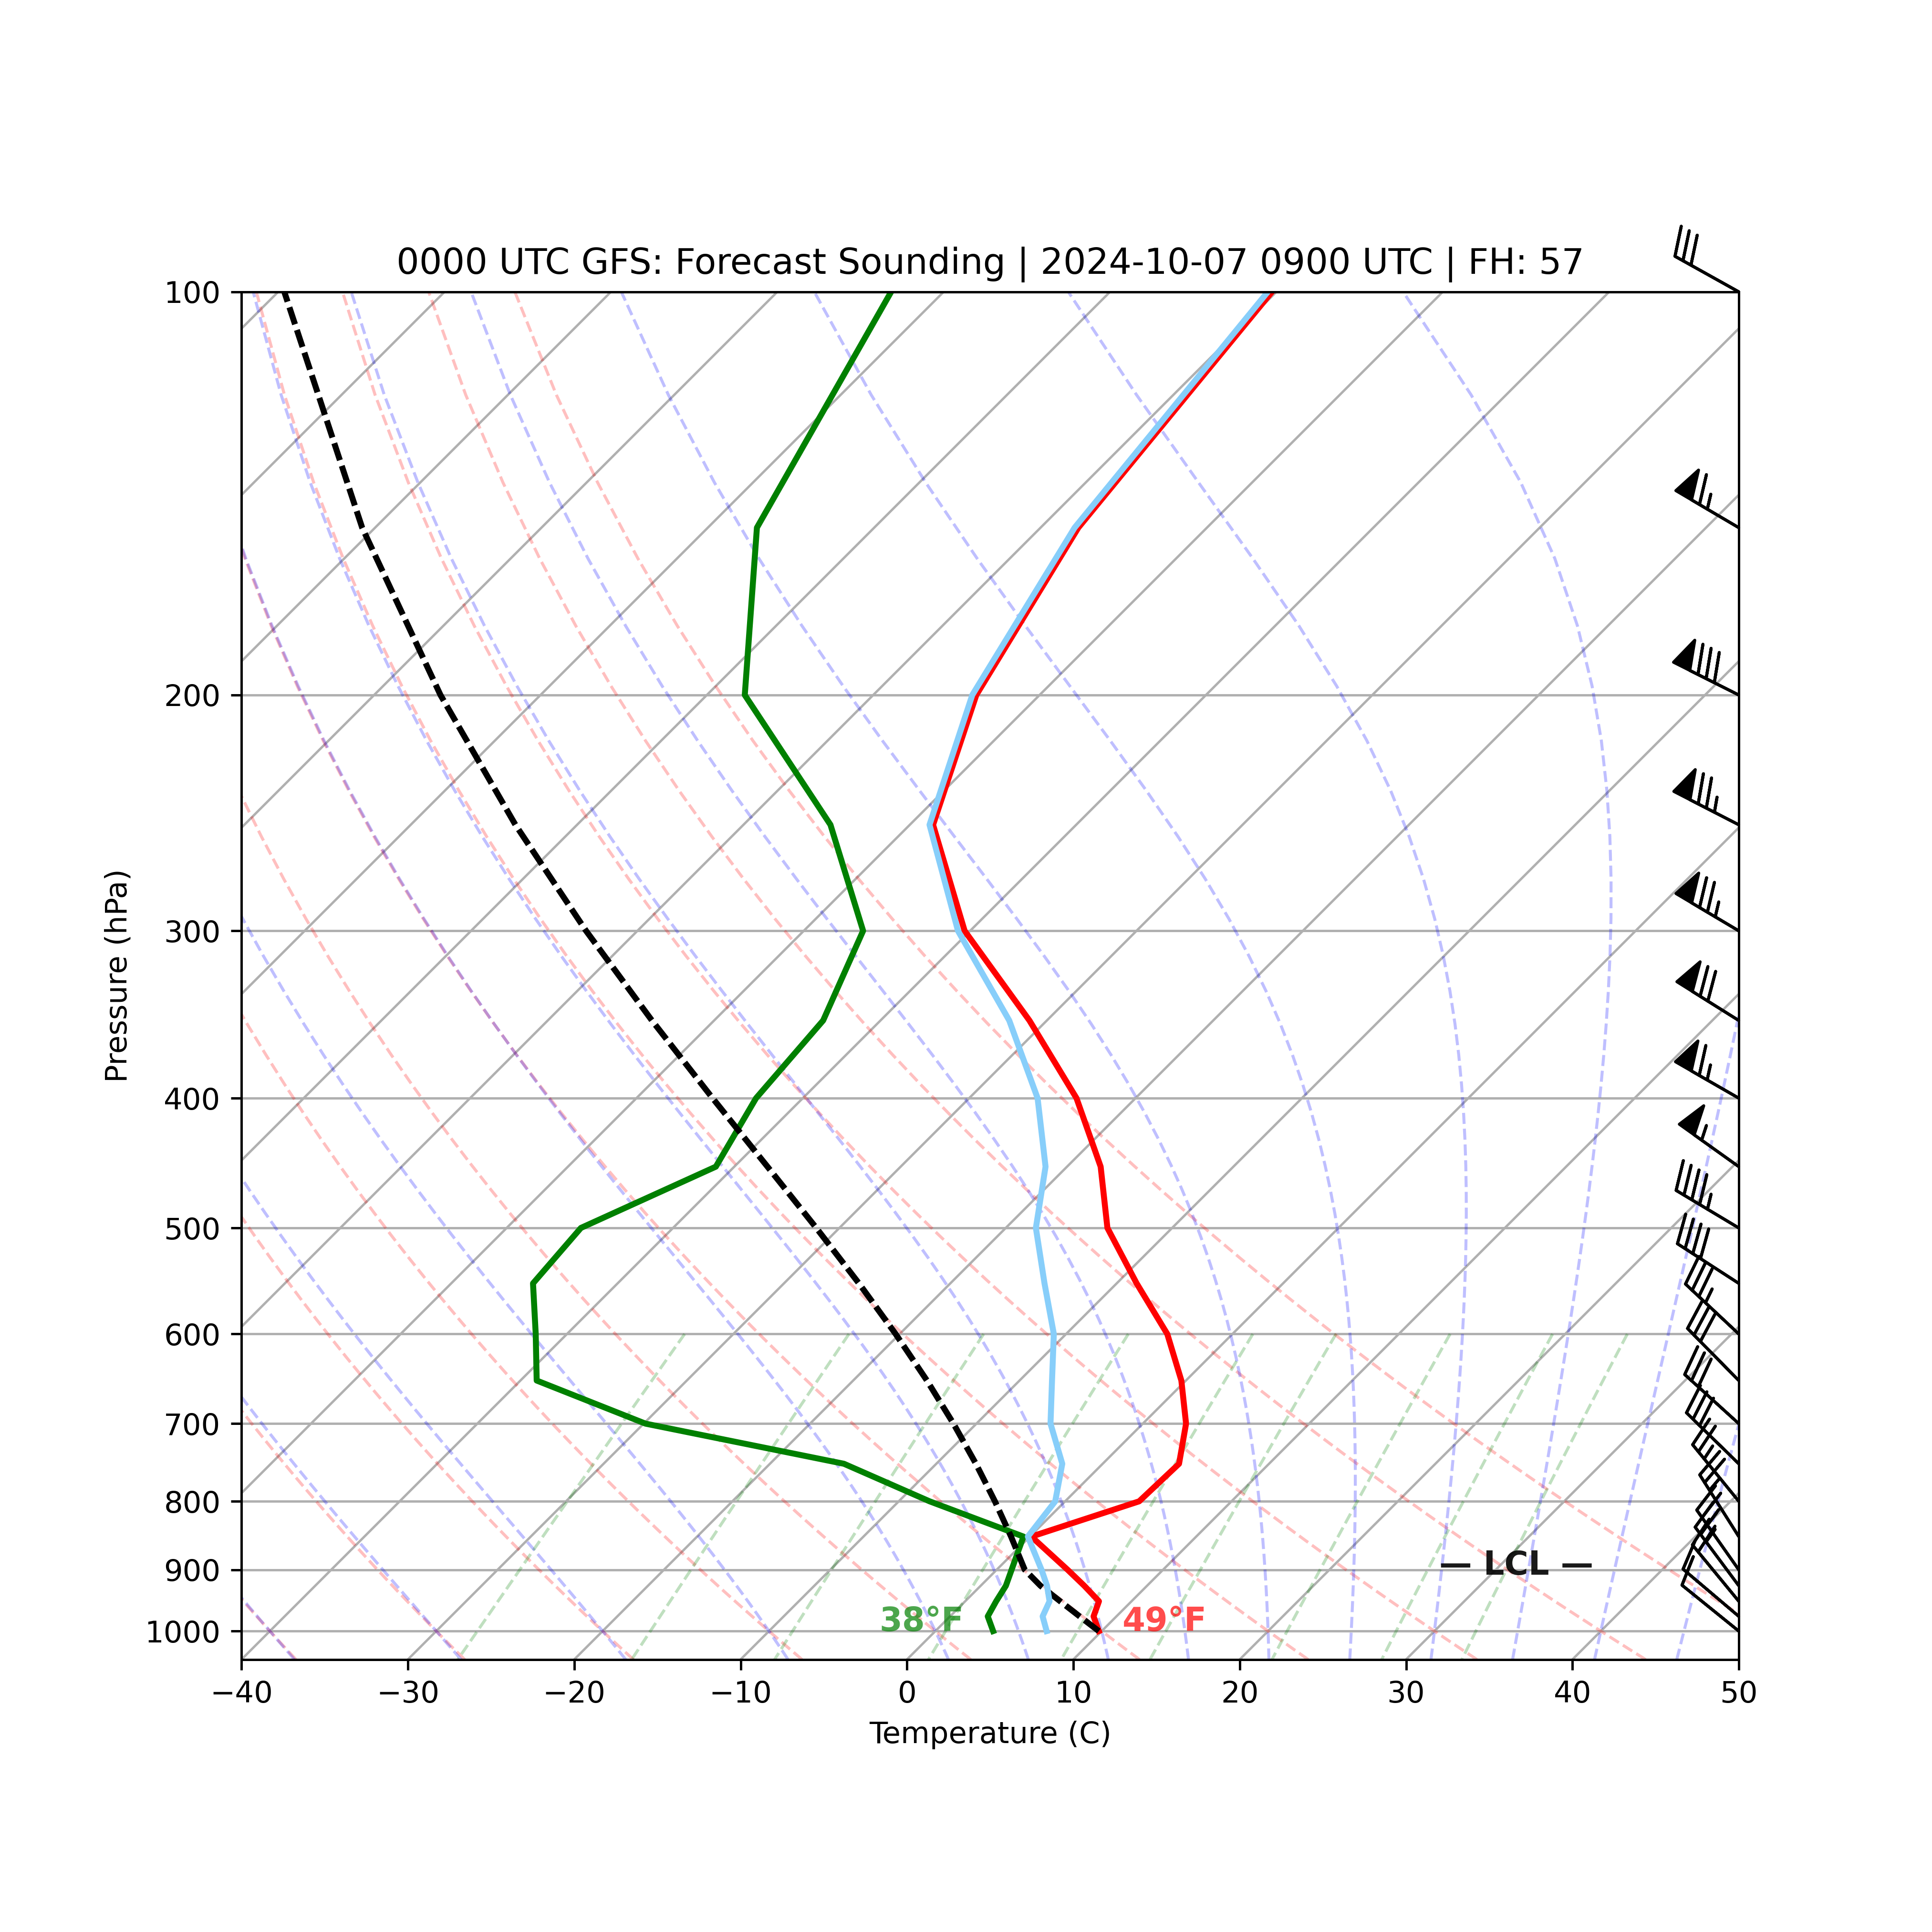 0000 UTC GFS: Forecast Sounding | 2024-10-07 0900 UTC | FH: 57
100
200
300
400
500
600
700
800
900
1000
Pressure (hPa)
— LCL —
38°F
49°F
−40 −30 −20 −10 0 10 20 30 40 50
Temperature (C)